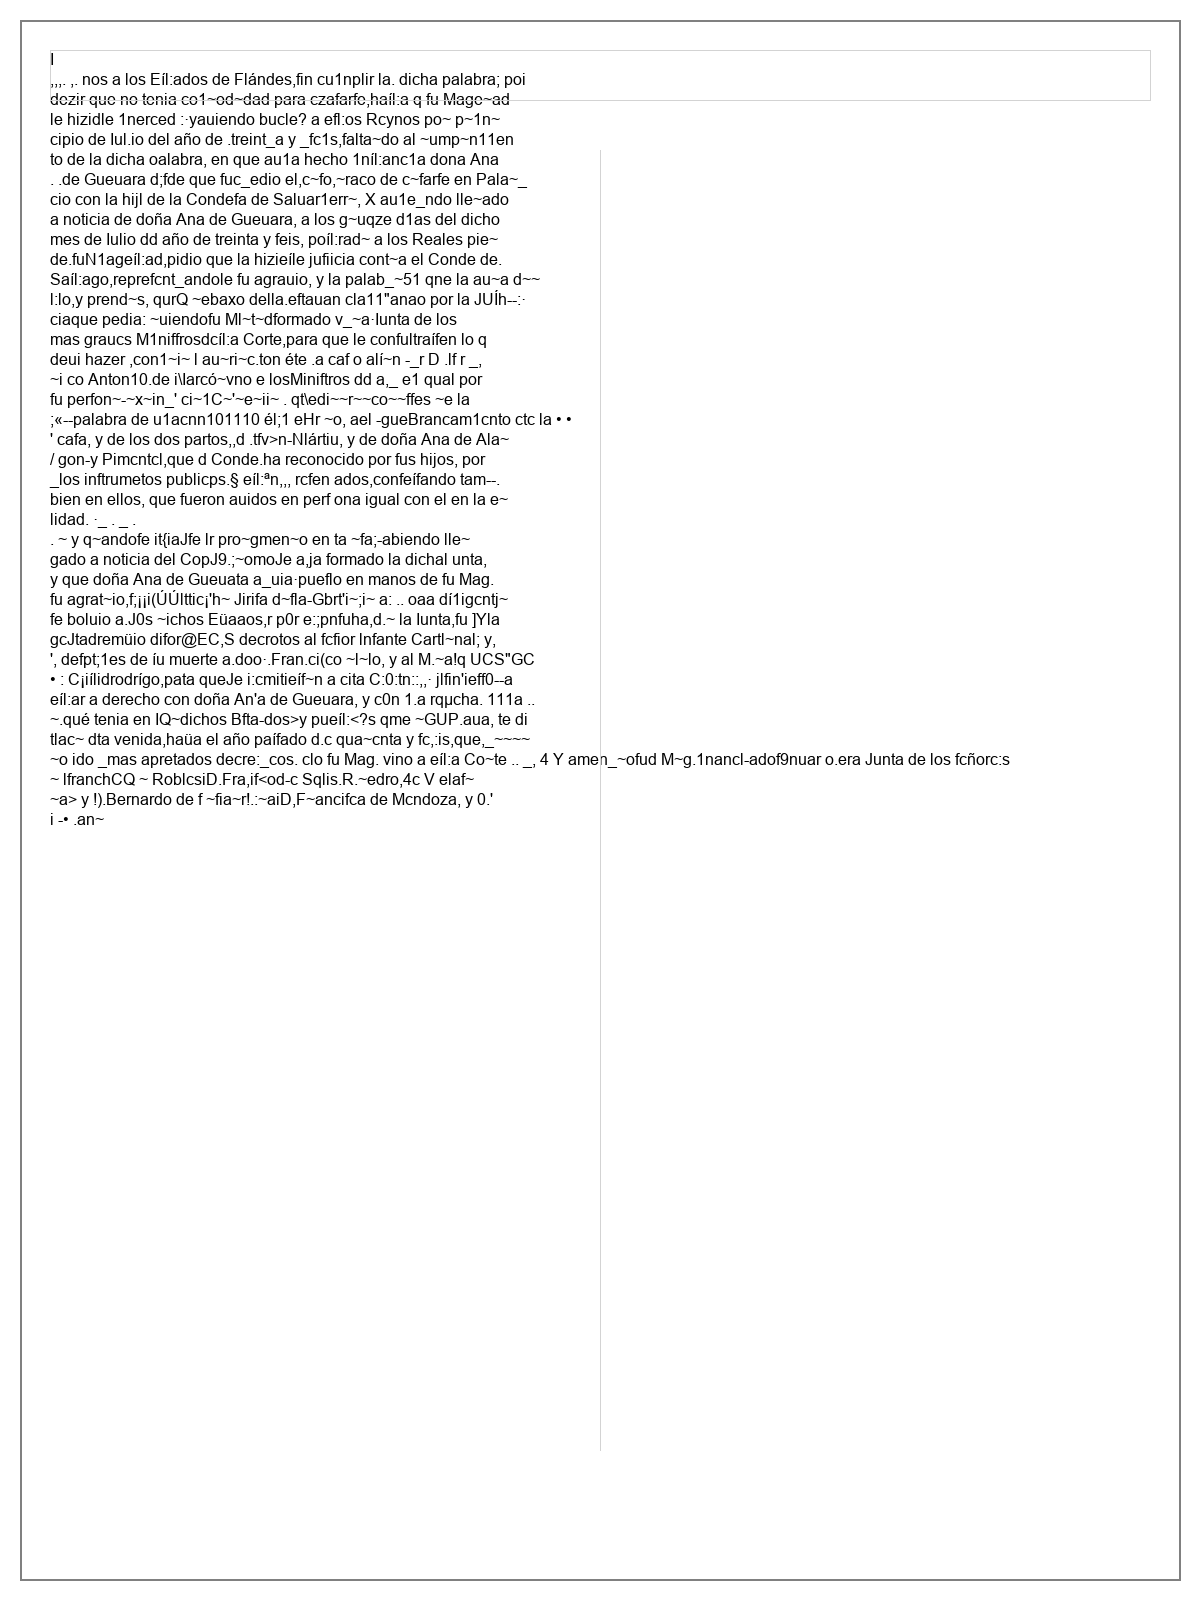 I
,,,. ,. nos a los Eíl:ados de Flándes,fin cu1nplir la. dicha palabra; poi
dezir que no tenia co1~od~dad para czafarfe,haíl:a q fu Mage~ad
le hizidle 1nerced :·yauiendo bucle? a efl:os Rcynos po~ p~1n~
cipio de Iul.io del año de .treint_a y _fc1s,falta~do al ~ump~n11en
to de la dicha oalabra, en que au1a hecho 1níl:anc1a dona Ana
. .de Gueuara d;fde que fuc_edio el,c~fo,~raco de c~farfe en Pala~_
cio con la hijl de la Condefa de Saluar1err~, X au1e_ndo lle~ado
a noticia de doña Ana de Gueuara, a los g~uqze d1as del dicho
mes de Iulio dd año de treinta y feis, poíl:rad~ a los Reales pie~
de.fuN1ageíl:ad,pidio que la hizieíle jufiicia cont~a el Conde de.
Saíl:ago,reprefcnt_andole fu agrauio, y la palab_~51 qne la au~a d~~
l:lo,y prend~s, qurQ ~ebaxo della.eftauan cla11"anao por la JUÍh--:·
ciaque pedia: ~uiendofu Ml~t~dformado v_~a·Iunta de los
mas graucs M1niffrosdcíl:a Corte,para que le confultraífen lo q
deui hazer ,con1~i~ l au~ri~c.ton éte .a caf o alí~n -_r D .lf r _,
~i co Anton10.de i\larcó~vno e losMiniftros dd a,_ e1 qual por
fu perfon~-~x~in_' ci~1C~'~e~ii~ . qt\edi~~r~~co~~ffes ~e la
;«--palabra de u1acnn101110 él;1 eHr ~o, ael -gueBrancam1cnto ctc la • •
' cafa, y de los dos partos,,d .tfv>n-Nlártiu, y de doña Ana de Ala~
/ gon-y Pimcntcl,que d Conde.ha reconocido por fus hijos, por
_los inftrumetos publicps.§ eíl:ªn,,, rcfen ados,confeífando tam--.
bien en ellos, que fueron auidos en perf ona igual con el en la e~
lidad. ·_ . _ .
. ~ y q~andofe it{iaJfe lr pro~gmen~o en ta ~fa;-abiendo lle~
gado a noticia del CopJ9.;~omoJe a,ja formado la dichal unta,
y que doña Ana de Gueuata a_uia·pueflo en manos de fu Mag.
fu agrat~io,f;¡¡i(ÚÚlttic¡'h~ Jirifa d~fla-Gbrt'i~;i~ a: .. oaa dí1igcntj~
fe boluio a.J0s ~ichos Eüaaos,r p0r e:;pnfuha,d.~ la Iunta,fu ]Yla
gcJtadremüio difor@EC,S decrotos al fcfior lnfante Cartl~nal; y,
', defpt;1es de íu muerte a.doo·.Fran.ci(co ~l~lo, y al M.~a!q UCS"GC
• : C¡iílidrodrígo,pata queJe i:cmitieíf~n a cita C:0:tn::,,· jlfin'ieff0--a
eíl:ar a derecho con doña An'a de Gueuara, y c0n 1.a rqµcha. 111a ..
~.qué tenia en IQ~dichos Bfta-dos>y pueíl:<?s qme ~GUP.aua, te di
tlac~ dta venida,haüa el año paífado d.c qua~cnta y fc,:is,que,_~~~~
~o ido _mas apretados decre:_cos. clo fu Mag. vino a eíl:a Co~te .. _, 4 Y amen_~ofud M~g.1nancl-adof9nuar o.era Junta de los fcñorc:s
~ lfranchCQ ~ RoblcsiD.Fra,if<od-c Sqlis.R.~edro,4c V elaf~
~a> y !).Bernardo de f ~fia~r!.:~aiD,F~ancifca de Mcndoza, y 0.'
i -• .an~